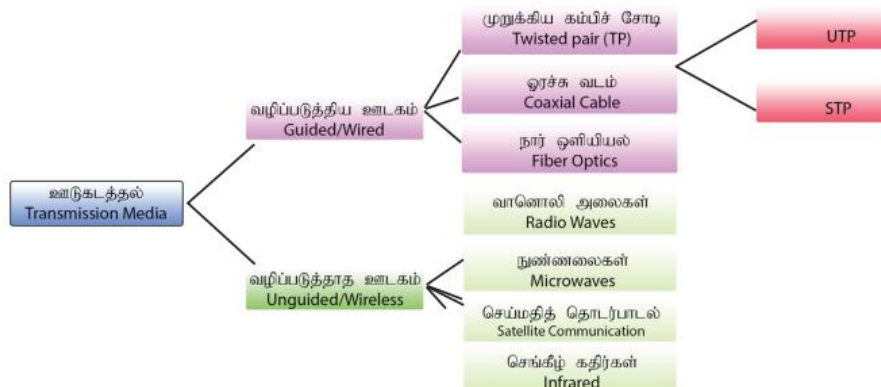 ஊடுகடத்தல்
Transmission Media
வழிப்படுத்திய ஊடகம்
Guided/Wired
முறுக்கிய கம்பிச் சோடி
Twisted pair (TP)
UTP
STP
ஓரச்சு வடம்
Coaxial Cable
நார் ஒளியியல்
Fiber Optics
வழிப்படுத்தாத ஊடகம்
Unguided/Wireless
வானொலி அலைகள்
Radio Waves
நுண்ணலைகள்
Microwaves
செய்மதித் தொடர்பாடல்
Satellite Communication
செங்கீழ் கதிர்கள்
Infrared